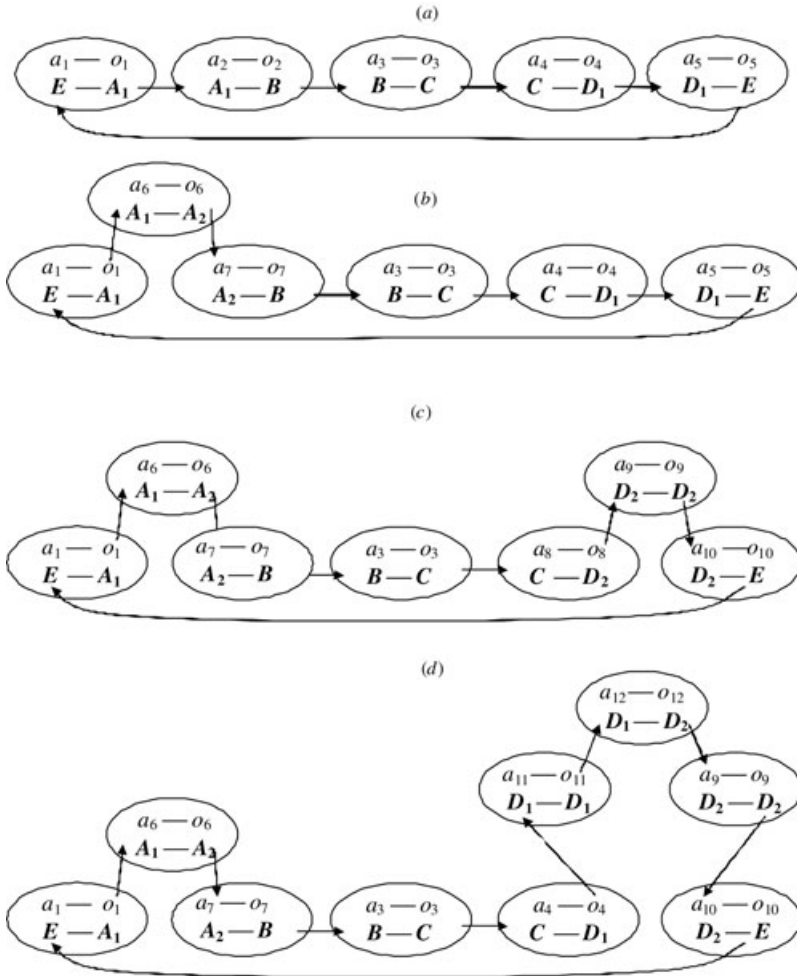 (a)
a₁ — o₁ a₂ — o₂ a₃ — o₃ a₄ — o₄ a₅ — o₅
E — A₁ A₁ — B B — C C — D₁ D₁ — E
a₆ — o₆
(b)
A₁ — A₂
a₁ — o₁ a₇ — o₇ a₃ — o₃ a₄ — o₄ a₅ — o₅
E — A₁ A₂ — B B — C C — D₁ D₁ — E
(c)
a₆ — o₆ a₉ — o₉
A₁ — A₂ D₂ — D₂
a₁ — o₁ a₇ — o₇ a₃ — o₃ a₈ — o₈ a₁₀ — o₁₀
E — A₁ A₂ — B B — C C — D₂ D₂ — E
(d)
a₁₂ — o₁₂
D₁ — D₂
a₁₁ — o₁₁ a₉ — o₉
D₁ — D₁ D₂ — D₂
a₆ — o₆
A₁ — A₂
a₁ — o₁ a₇ — o₇ a₃ — o₃ a₄ — o₄ a₁₀ — o₁₀
E — A₁ A₂ — B B — C C — D₁ D₂ — E